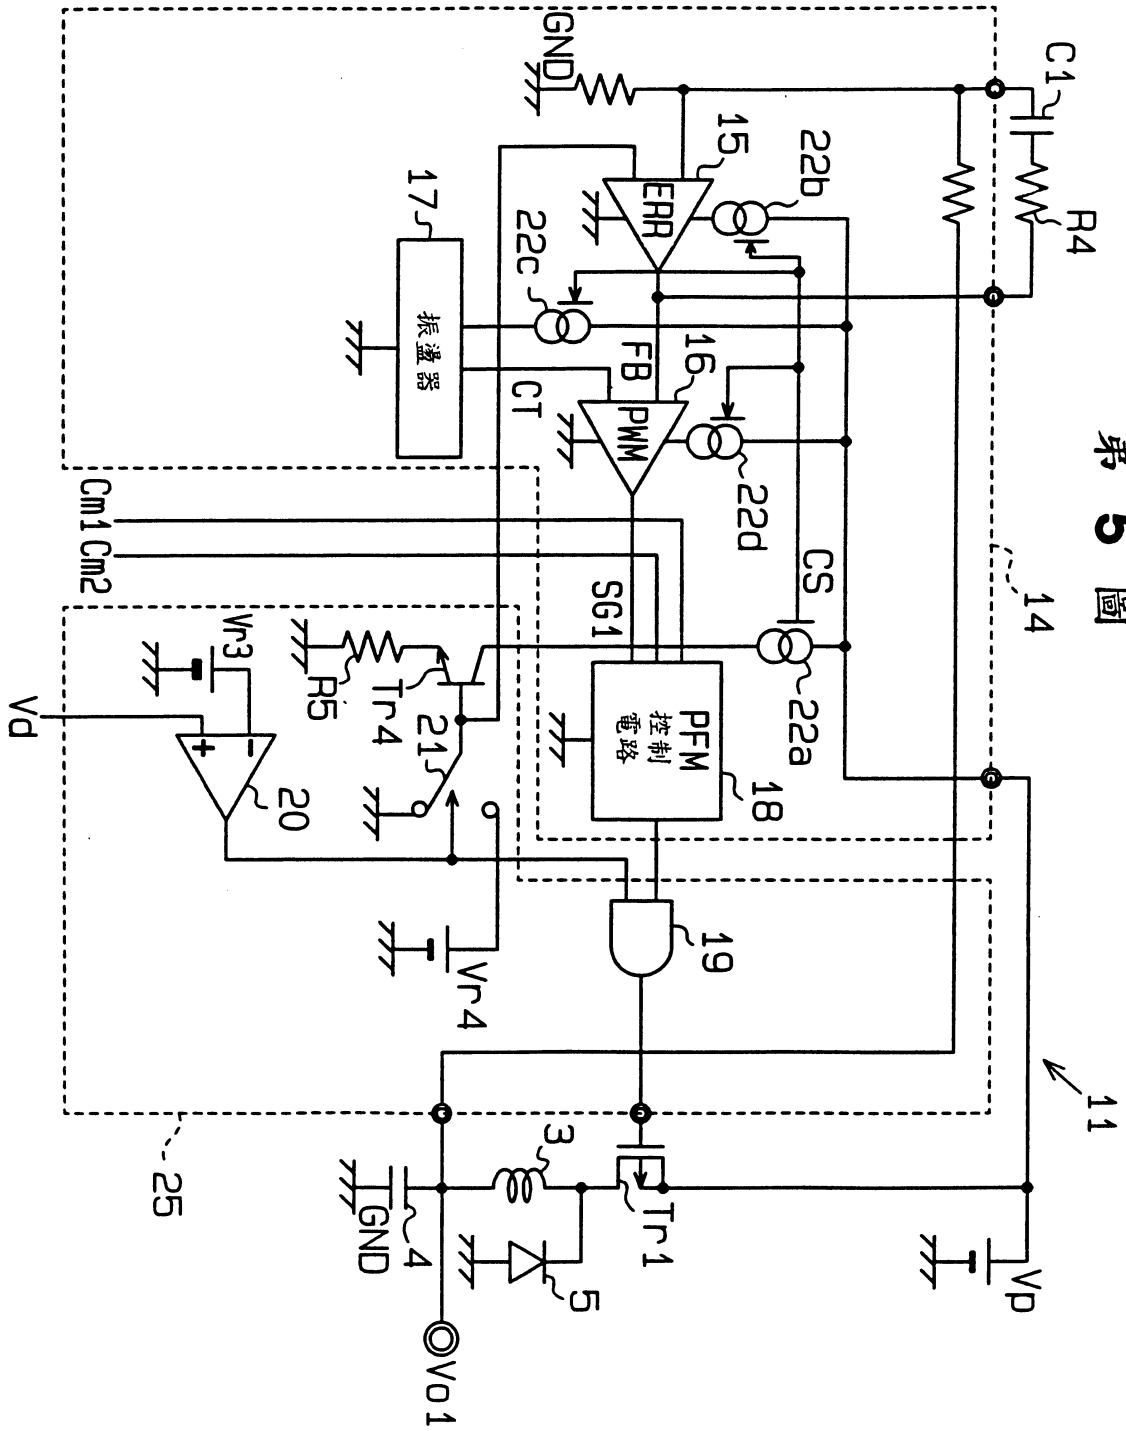 第 5 圖
11
14
C1
R4
GND
15
22b
ERR
17
22c
振盪器
FB
CT
16
PWM
22d
CS
22a
Cm1
Cm2
SG1
PFM
控制
電路
18
Vr3
R5
Tr4
21
Vd
20
19
Vr4
25
3
Tr1
Vp
4
GND
5
Vo1